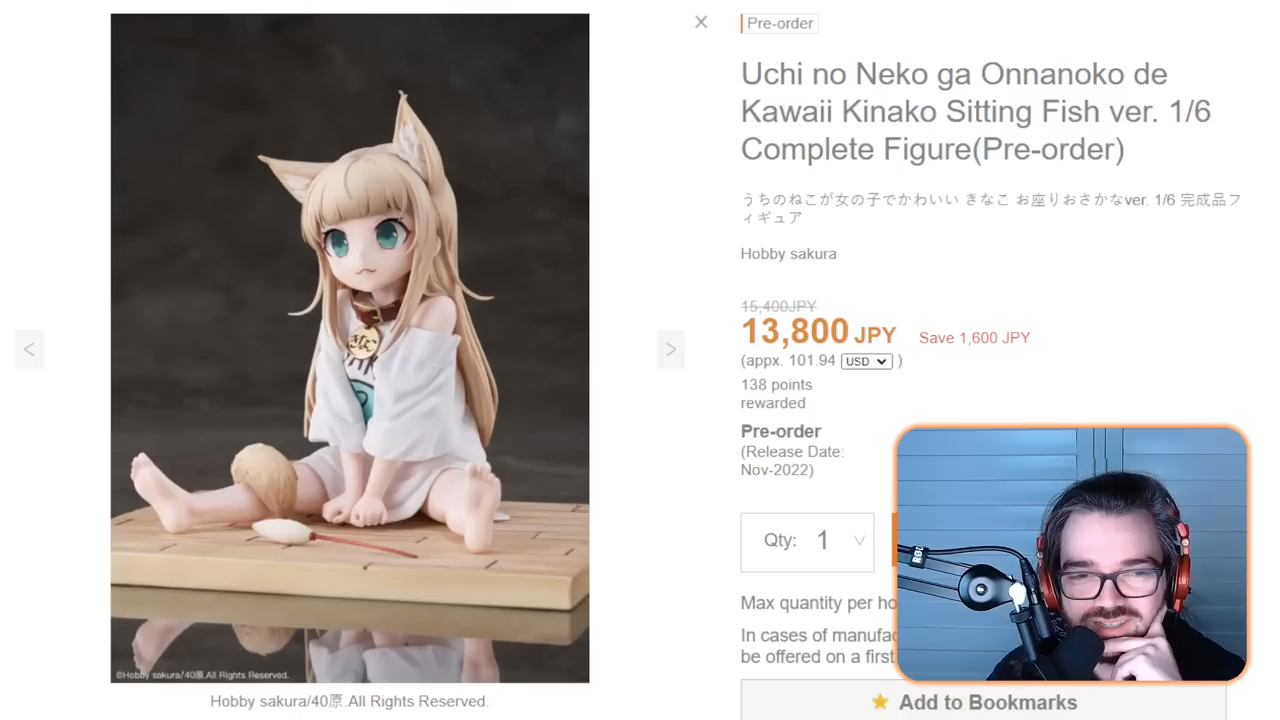 Pre-order
Uchi no Neko ga Onnanoko de
Kawaii Kinako Sitting Fish ver. 1/6
Complete Figure(Pre-order)
うちのねこが女の子でかわいい きなこ お座りおさかなver. 1/6 完成品フ
ィギュア
Hobby sakura
15,400JPY
13,800 JPY Save 1,600 JPY
(appx. 101.94 USD )
138 points
rewarded
Pre-order
(Release Date:
Nov-2022)
Qty: 1
Max quantity per ho
In cases of manufac
be offered on a first
Add to Bookmarks
きなこ
RØDE
©Hobby sakura/40原.All Rights Reserved.
Hobby sakura/40原.All Rights Reserved.